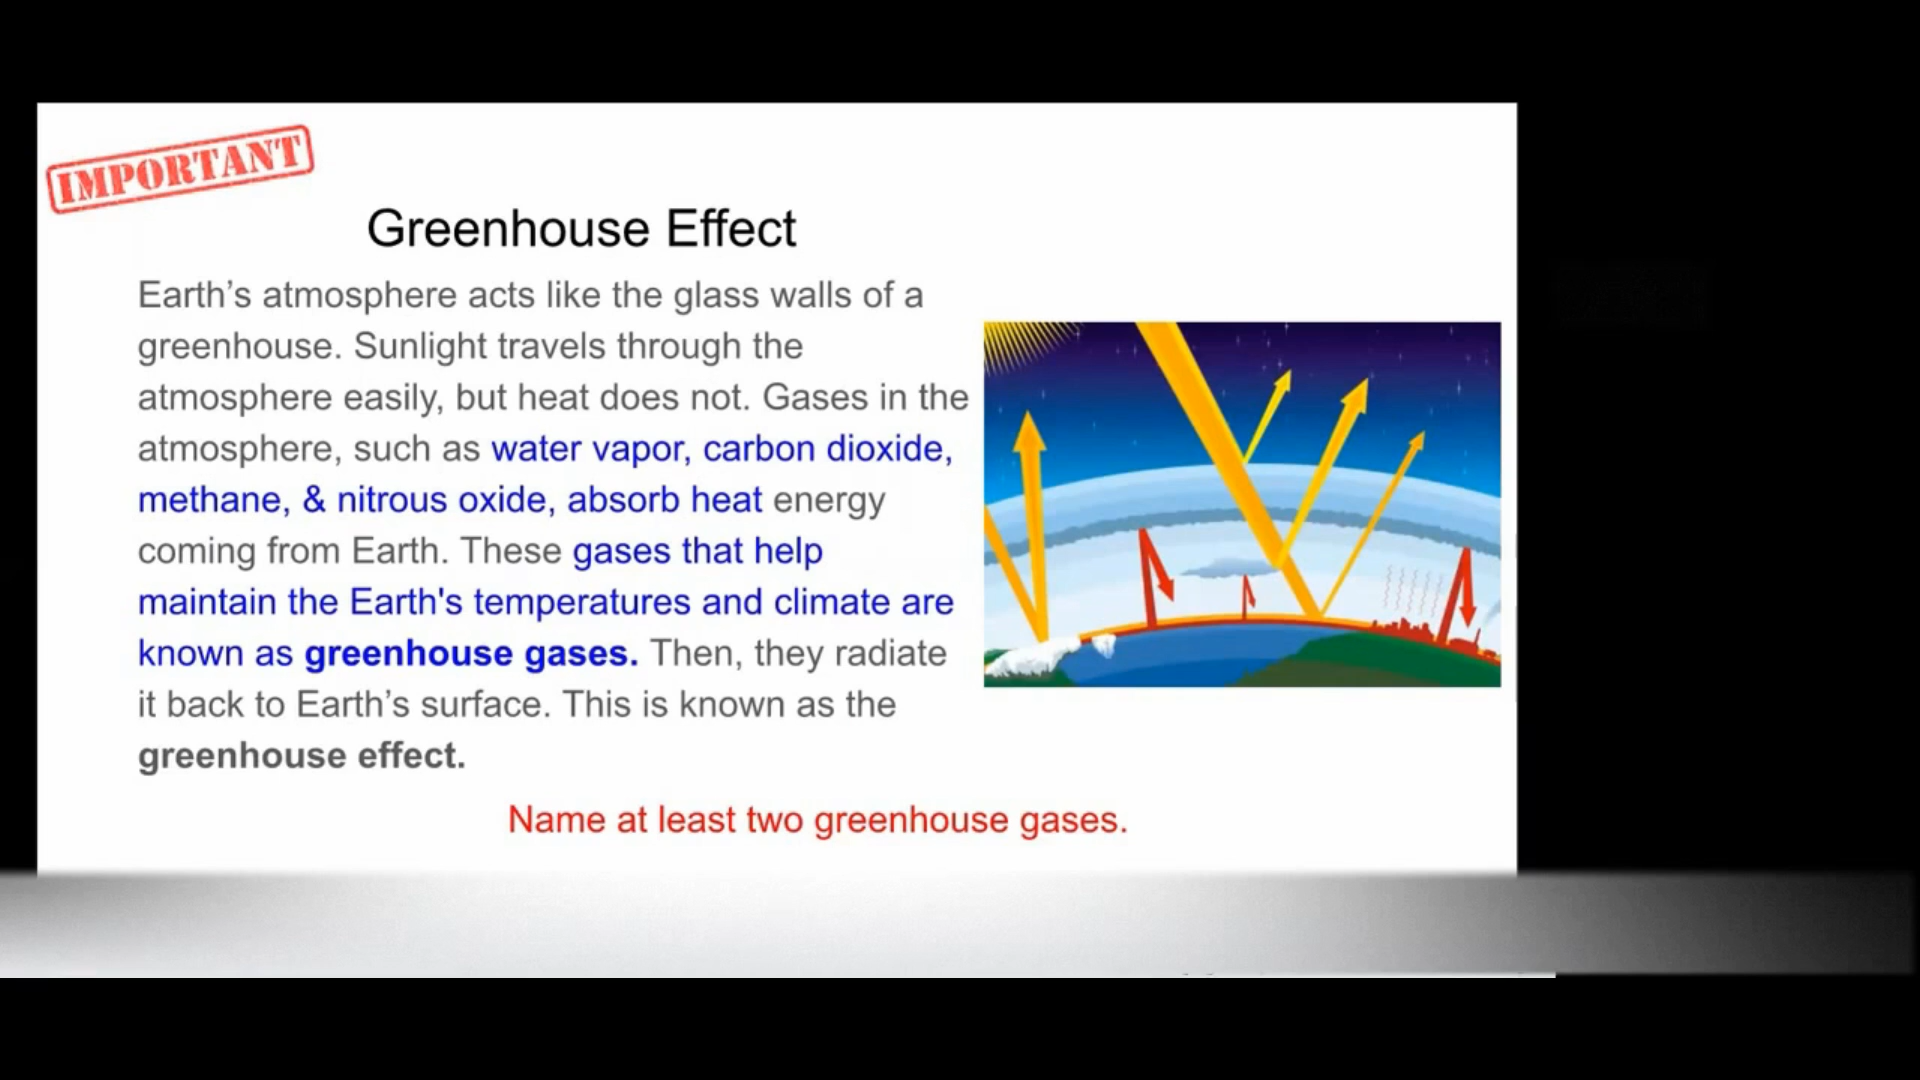 IMPORTANT
Greenhouse Effect
Earth’s atmosphere acts like the glass walls of a
greenhouse. Sunlight travels through the
atmosphere easily, but heat does not. Gases in the
atmosphere, such as water vapor, carbon dioxide,
methane, & nitrous oxide, absorb heat energy
coming from Earth. These gases that help
maintain the Earth's temperatures and climate are
known as greenhouse gases. Then, they radiate
it back to Earth’s surface. This is known as the
greenhouse effect.
Name at least two greenhouse gases.